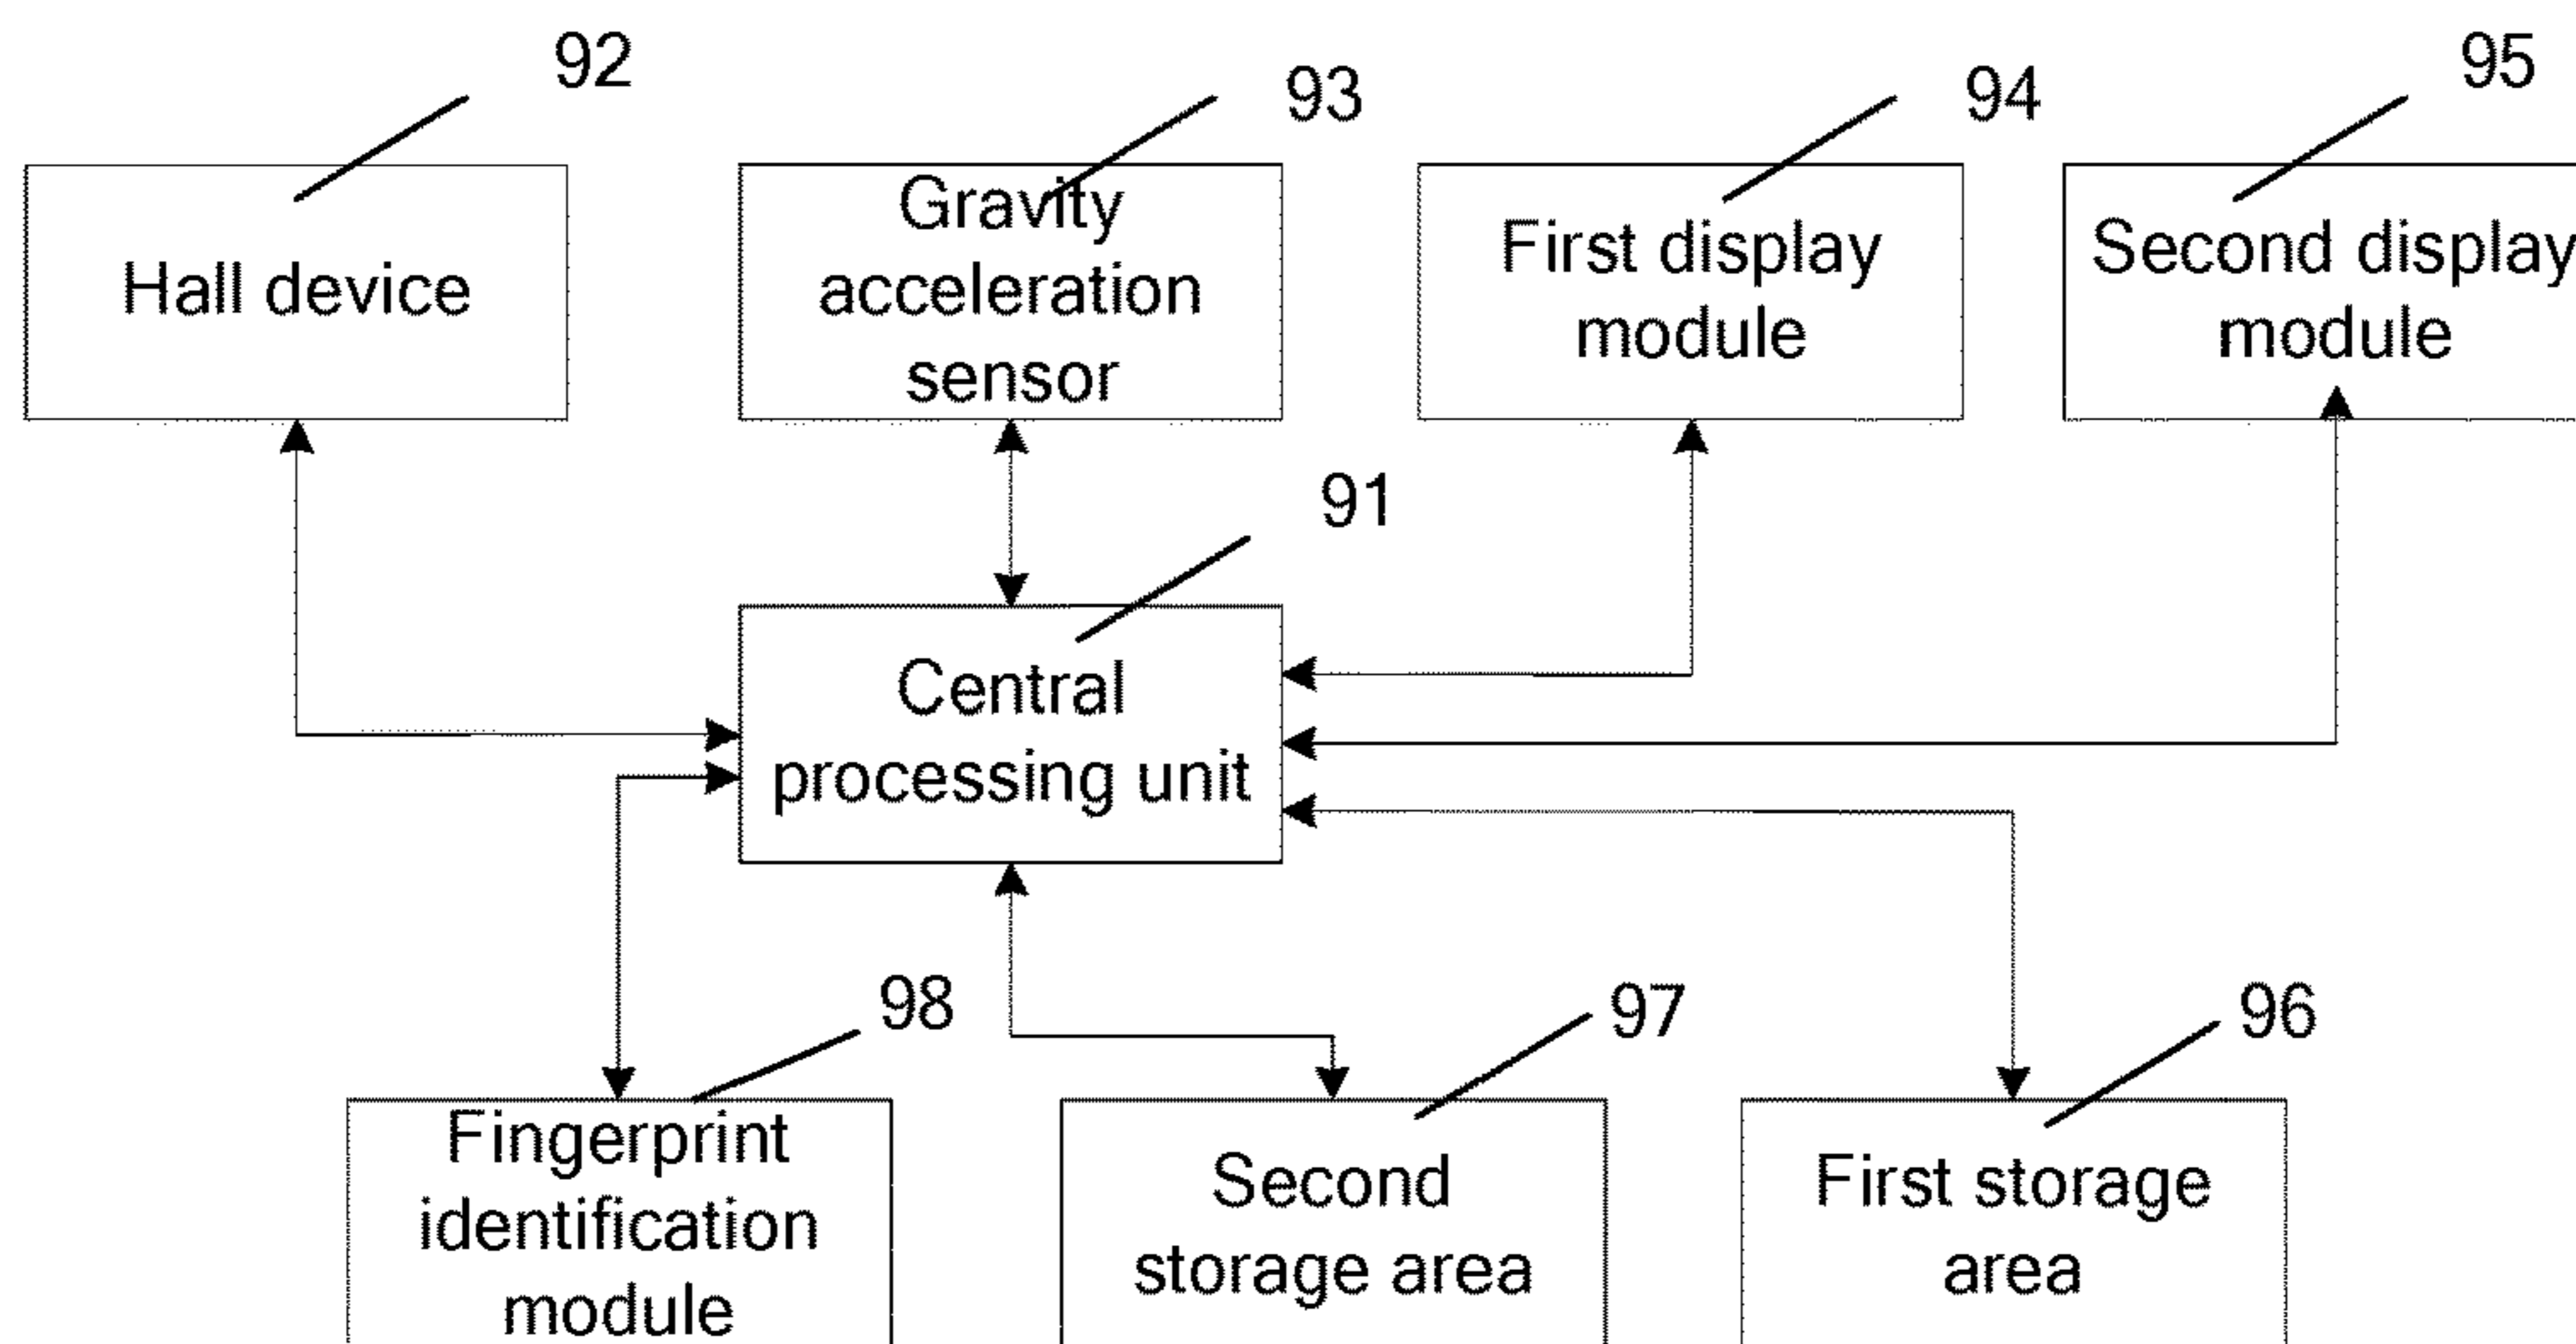 92
93
94
95
Hall device
Gravity
acceleration
sensor
First display
module
Second display
module
91
Central
processing unit
98
97
96
Fingerprint
identification
module
Second
storage area
First storage
area